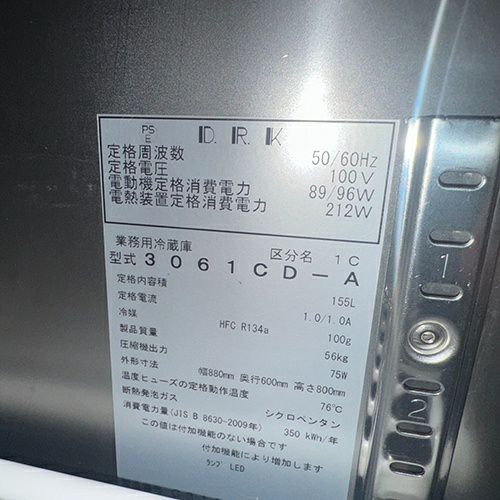 PS
E
D.R.K
定格周波数 50/60Hz
定格電圧 100V
電動機定格消費電力 89/96W
電熱装置定格消費電力 212W
業務用冷蔵庫 区分名 1C
型式 3061CD-A
定格内容積 155L
定格電流 1.0/1.0A
冷媒 HFC R134a 100g
製品質量 56kg
圧縮機出力 75W
外形寸法 幅880mm 奥行600mm 高さ800mm
温度ヒューズの定格動作温度 76℃
断熱発泡ガス シクロペンタン
消費電力量(JIS B 8630-2009年) 350 kWh/年
この値は付加機能のない場合です
付加機能により増加します
ﾗﾝﾌﾟ LED
1
2